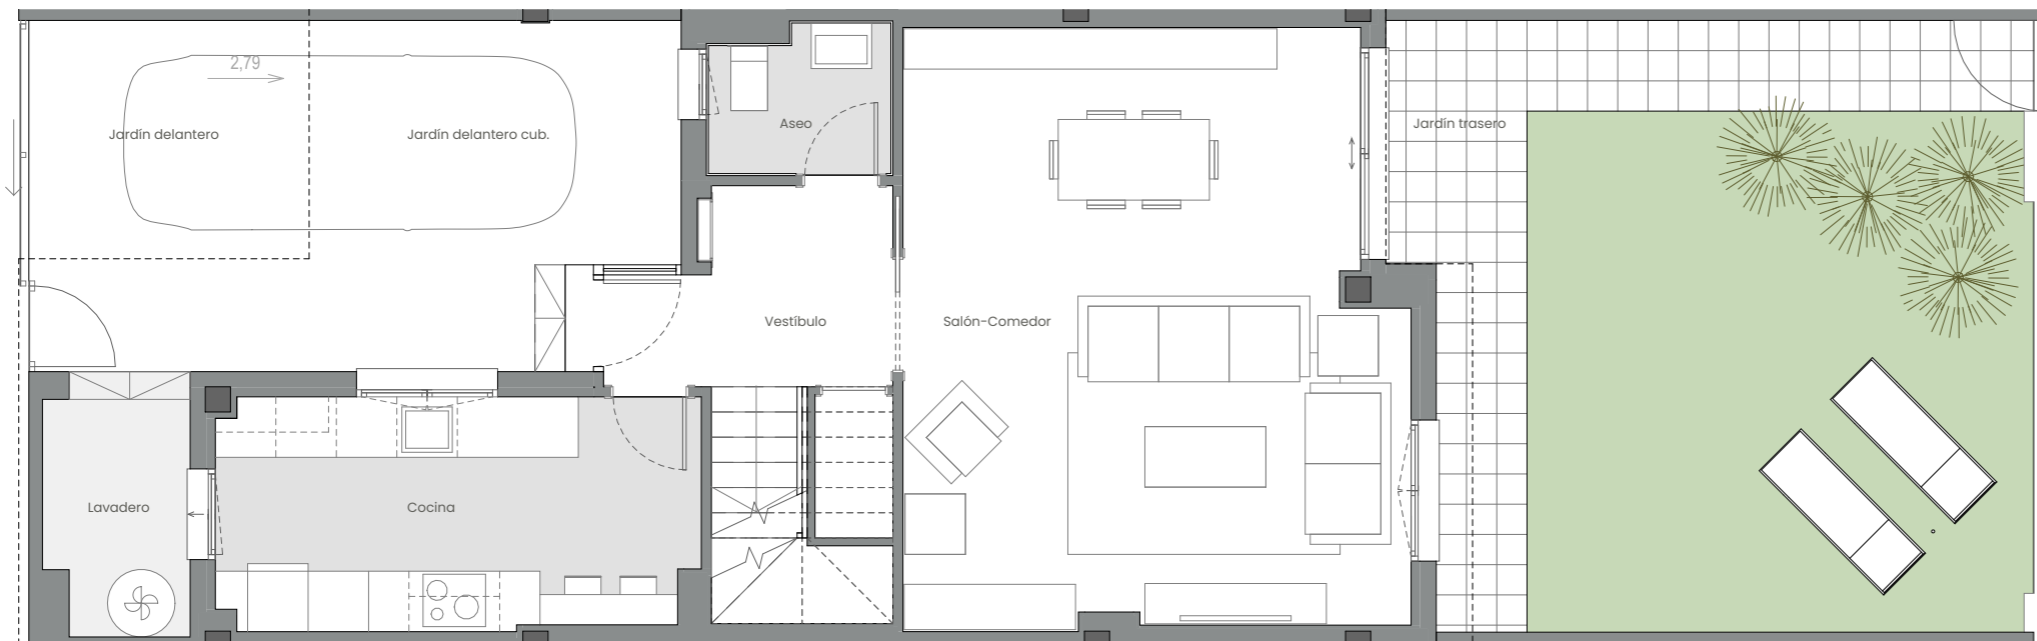 2,79
Jardín delantero
Jardín delantero cub.
Aseo
Jardín trasero
Vestíbulo
Salón-Comedor
Lavadero
Cocina